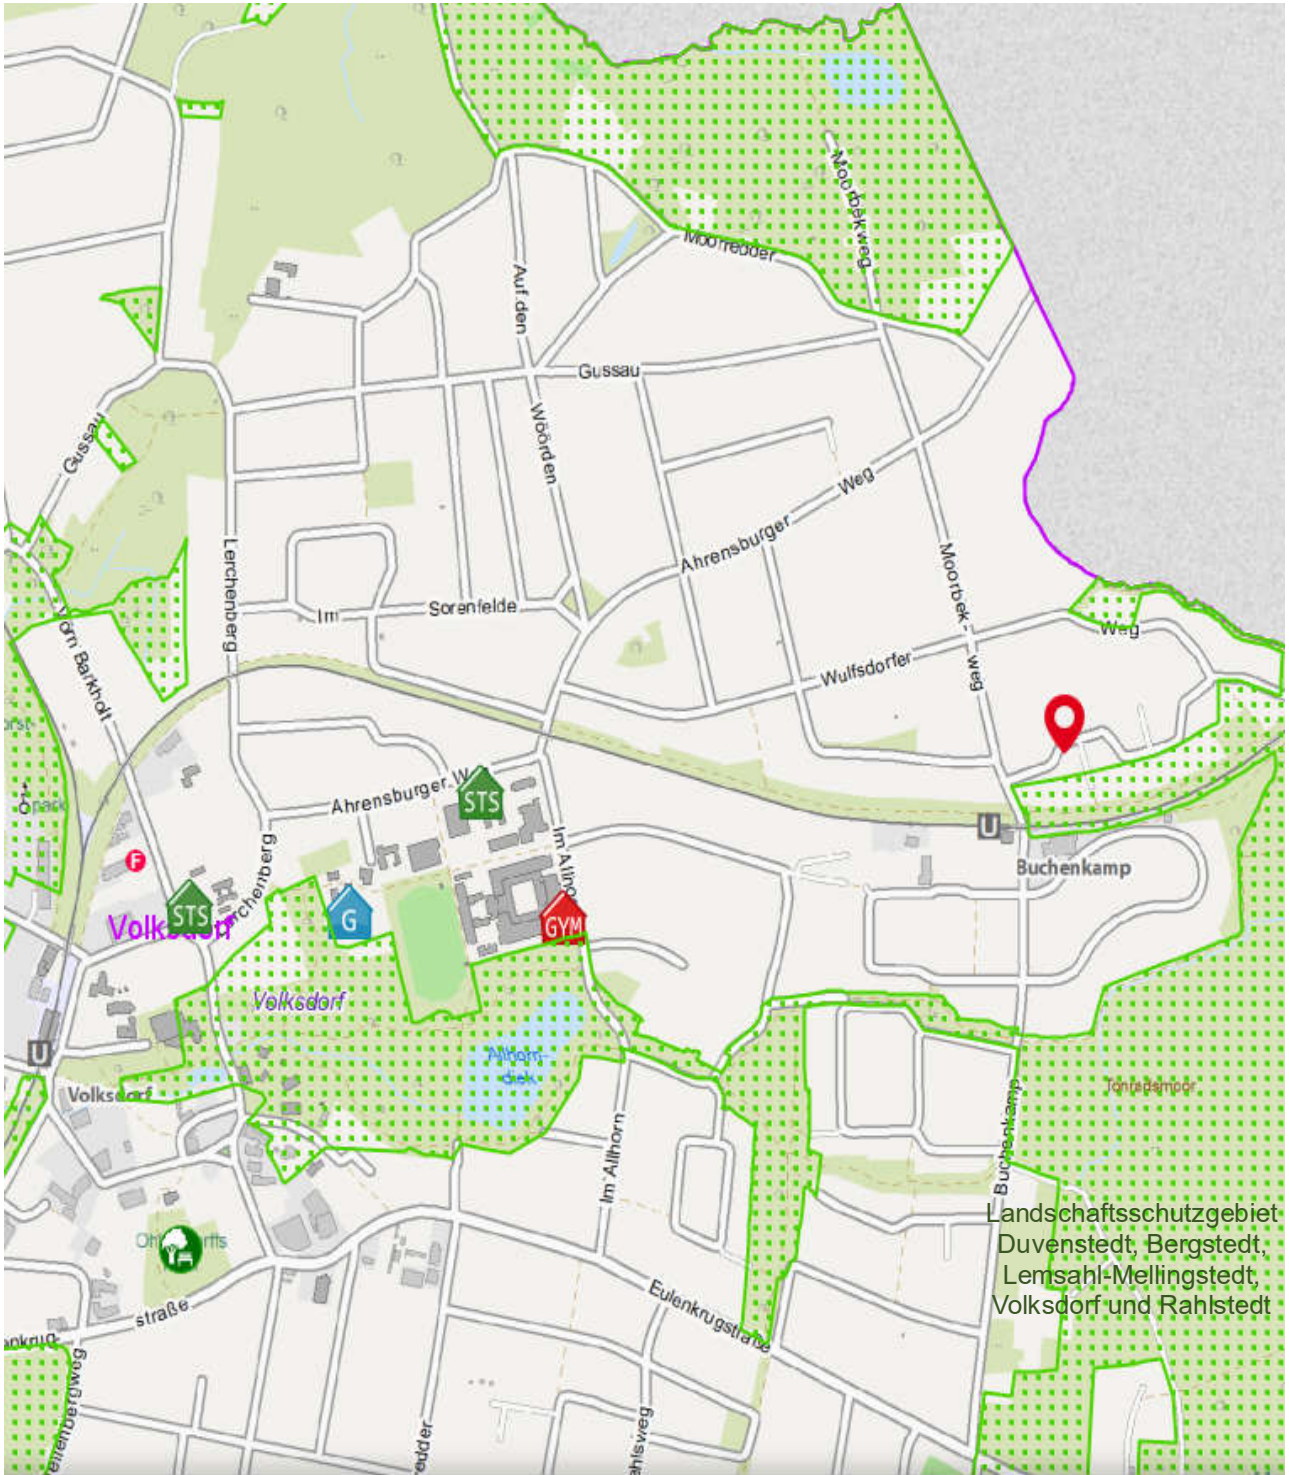 Moorbekweg
Moorredder
Auf den
Gussau
Wöörden
Gussau
Weg
Ahrensburger
Lerchenberg
Moorbek-
weg
Im
Sorenfelde
Weg
Vörn Barkholt
Wulfsdorfer
park
Ahrensburger
STS
U
F
Im Allhorn
Buchenkamp
STS
G
GYM
Volksdorf
Volksdorf
U
Allhorn-
diek
Volksdorf
Tonradsmoor
Buchenkamp
Im Allhorn
Landschaftsschutzgebiet
Duvenstedt, Bergstedt,
Lemsahl-Mellingstedt,
Volksdorf und Rahlstedt
straße
Eulenkrugstraße